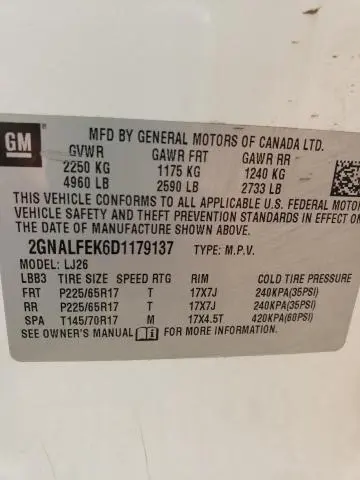 GM
MFD BY GENERAL MOTORS OF CANADA LTD.
GVWR GAWR FRT GAWR RR
2250 KG 1175 KG 1240 KG
4960 LB 2590 LB 2733 LB
THIS VEHICLE CONFORMS TO ALL APPLICABLE U.S. FEDERAL MOTOR
VEHICLE SAFETY AND THEFT PREVENTION STANDARDS IN EFFECT ON
THE DATE OF MANUFACTURE SHOWN ABOVE.
2GNALFEK6D1179137 TYPE: M.P.V.
MODEL: LJ26
LBB3 TIRE SIZE SPEED RTG RIM COLD TIRE PRESSURE
FRT P225/65R17 T 17X7J 240KPA(35PSI)
RR P225/65R17 T 17X7J 240KPA(35PSI)
SPA T145/70R17 M 17X4.5T 420KPA(60PSI)
SEE OWNER'S MANUAL FOR ADDITIONAL INFORMATION.